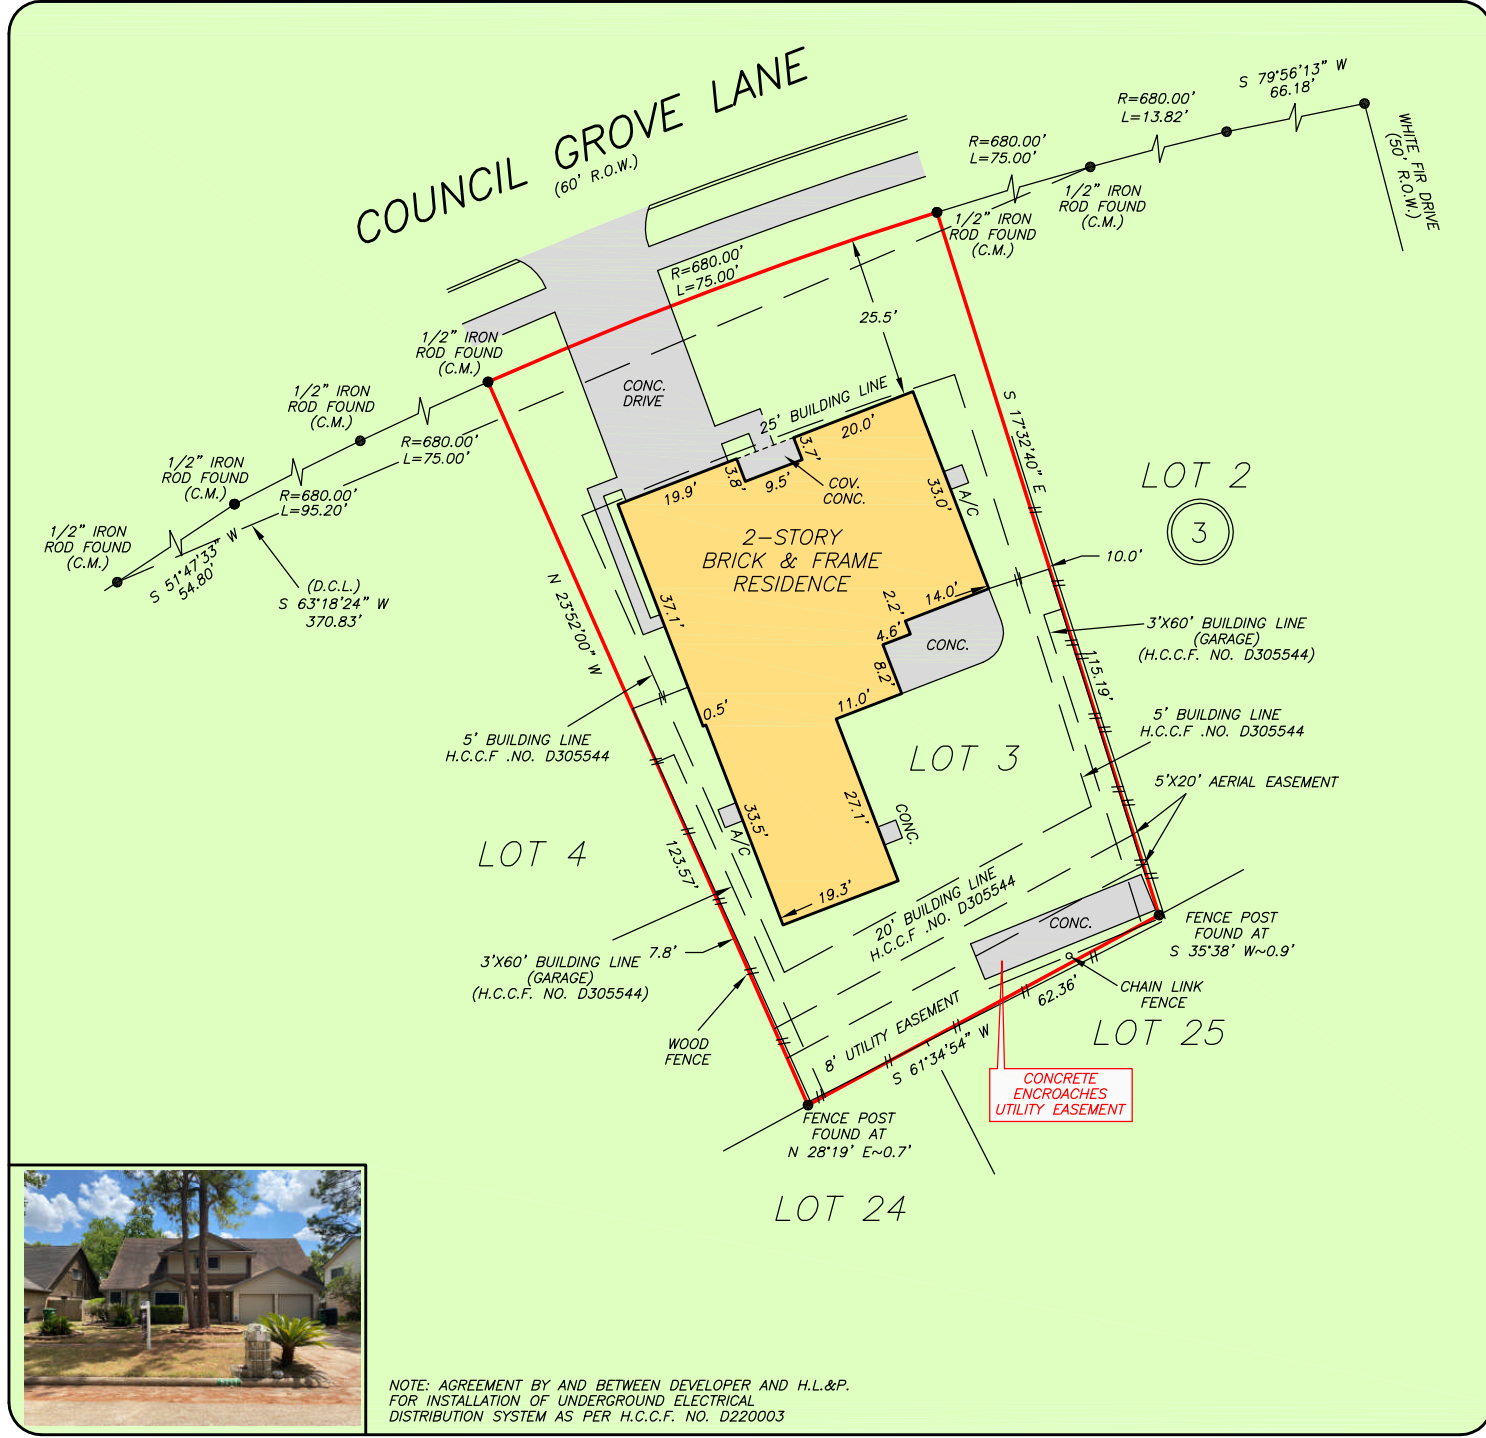 COUNCIL GROVE LANE
(60' R.O.W.)
S 79°56'13" W
66.18'
R=680.00'
L=13.82'
R=680.00'
L=75.00'
WHITE FIR DRIVE
(50' R.O.W.)
1/2" IRON
ROD FOUND
(C.M.)
1/2" IRON
ROD FOUND
(C.M.)
R=680.00'
L=75.00'
25.5'
1/2" IRON
ROD FOUND
(C.M.)
1/2" IRON
ROD FOUND
(C.M.)
R=680.00'
L=75.00'
1/2" IRON
ROD FOUND
(C.M.)
R=680.00'
L=95.20'
1/2" IRON
ROD FOUND
(C.M.)
S 51°47'33" W
54.80'
(D.C.L.)
S 63°18'24" W
370.83'
CONC.
DRIVE
25' BUILDING LINE
20.0'
3.7'
9.5'
3.8'
19.9'
COV.
CONC.
33.0'
A/C
S 17°32'40" E
115.19'
LOT 2
3
10.0'
2-STORY
BRICK & FRAME
RESIDENCE
14.0'
2.2'
4.6'
8.2'
11.0'
CONC.
3'X60' BUILDING LINE
(GARAGE)
(H.C.C.F. NO. D305544)
N 23°52'00" W
123.57'
37.1'
0.5'
5' BUILDING LINE
H.C.C.F .NO. D305544
5' BUILDING LINE
H.C.C.F .NO. D305544
LOT 3
5'X20' AERIAL EASEMENT
27.1'
CONC.
33.5'
A/C
LOT 4
19.3'
20' BUILDING LINE
H.C.C.F .NO. D305544
CONC.
FENCE POST
FOUND AT
S 35°38' W~0.9'
7.8'
3'X60' BUILDING LINE
(GARAGE)
(H.C.C.F. NO. D305544)
CHAIN LINK
FENCE
62.36'
8' UTILITY EASEMENT
S 61°34'54" W
LOT 25
WOOD
FENCE
CONCRETE
ENCROACHES
UTILITY EASEMENT
FENCE POST
FOUND AT
N 28°19' E~0.7'
LOT 24
NOTE: AGREEMENT BY AND BETWEEN DEVELOPER AND H.L.&P.
FOR INSTALLATION OF UNDERGROUND ELECTRICAL
DISTRIBUTION SYSTEM AS PER H.C.C.F. NO. D220003